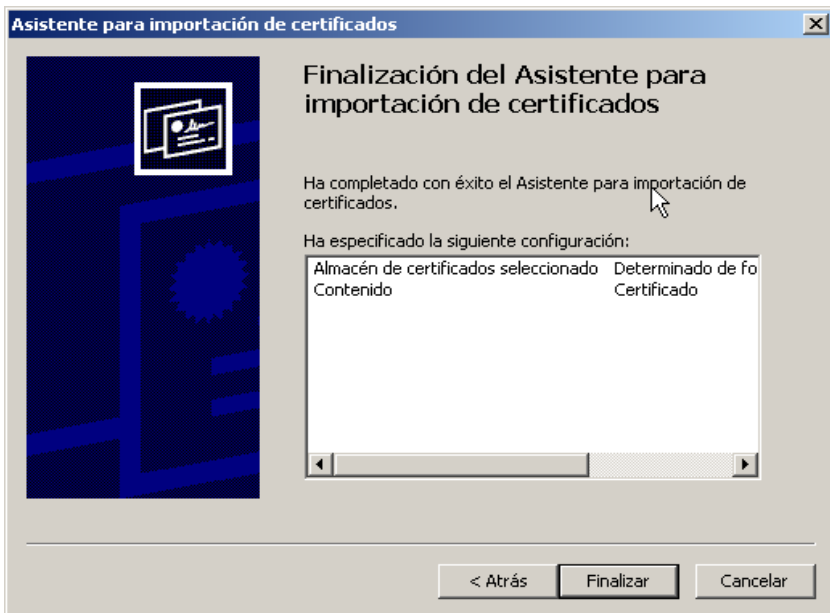 Asistente para importación de certificados
Finalización del Asistente para
importación de certificados
Ha completado con éxito el Asistente para importación de
certificados.
Ha especificado la siguiente configuración:
Almacén de certificados seleccionado Determinado de fo
Contenido Certificado
< Atrás Finalizar Cancelar